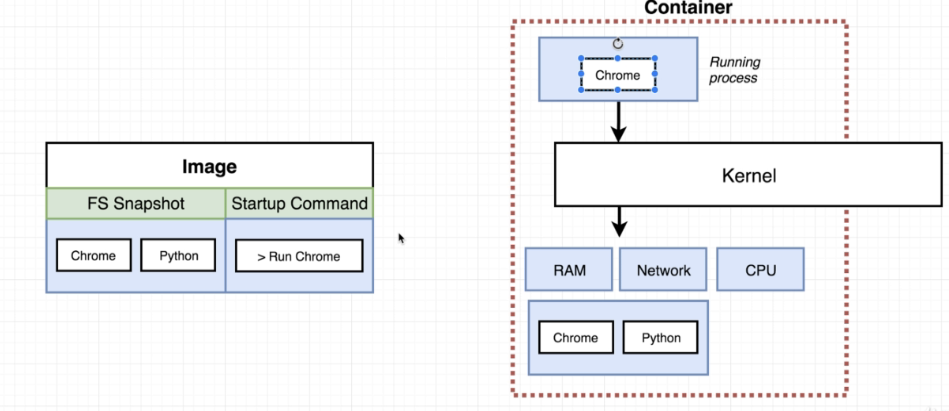 Container
Chrome
Running
process
Image
Kernel
FS Snapshot
Startup Command
Chrome
Python
> Run Chrome
RAM
Network
CPU
Chrome
Python